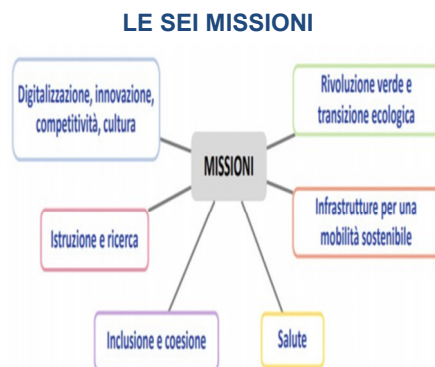 LE SEI MISSIONI
Digitalizzazione, innovazione,
competitività, cultura
Rivoluzione verde e
transizione ecologica
MISSIONI
Istruzione e ricerca
Infrastrutture per una
mobilità sostenibile
Inclusione e coesione
Salute